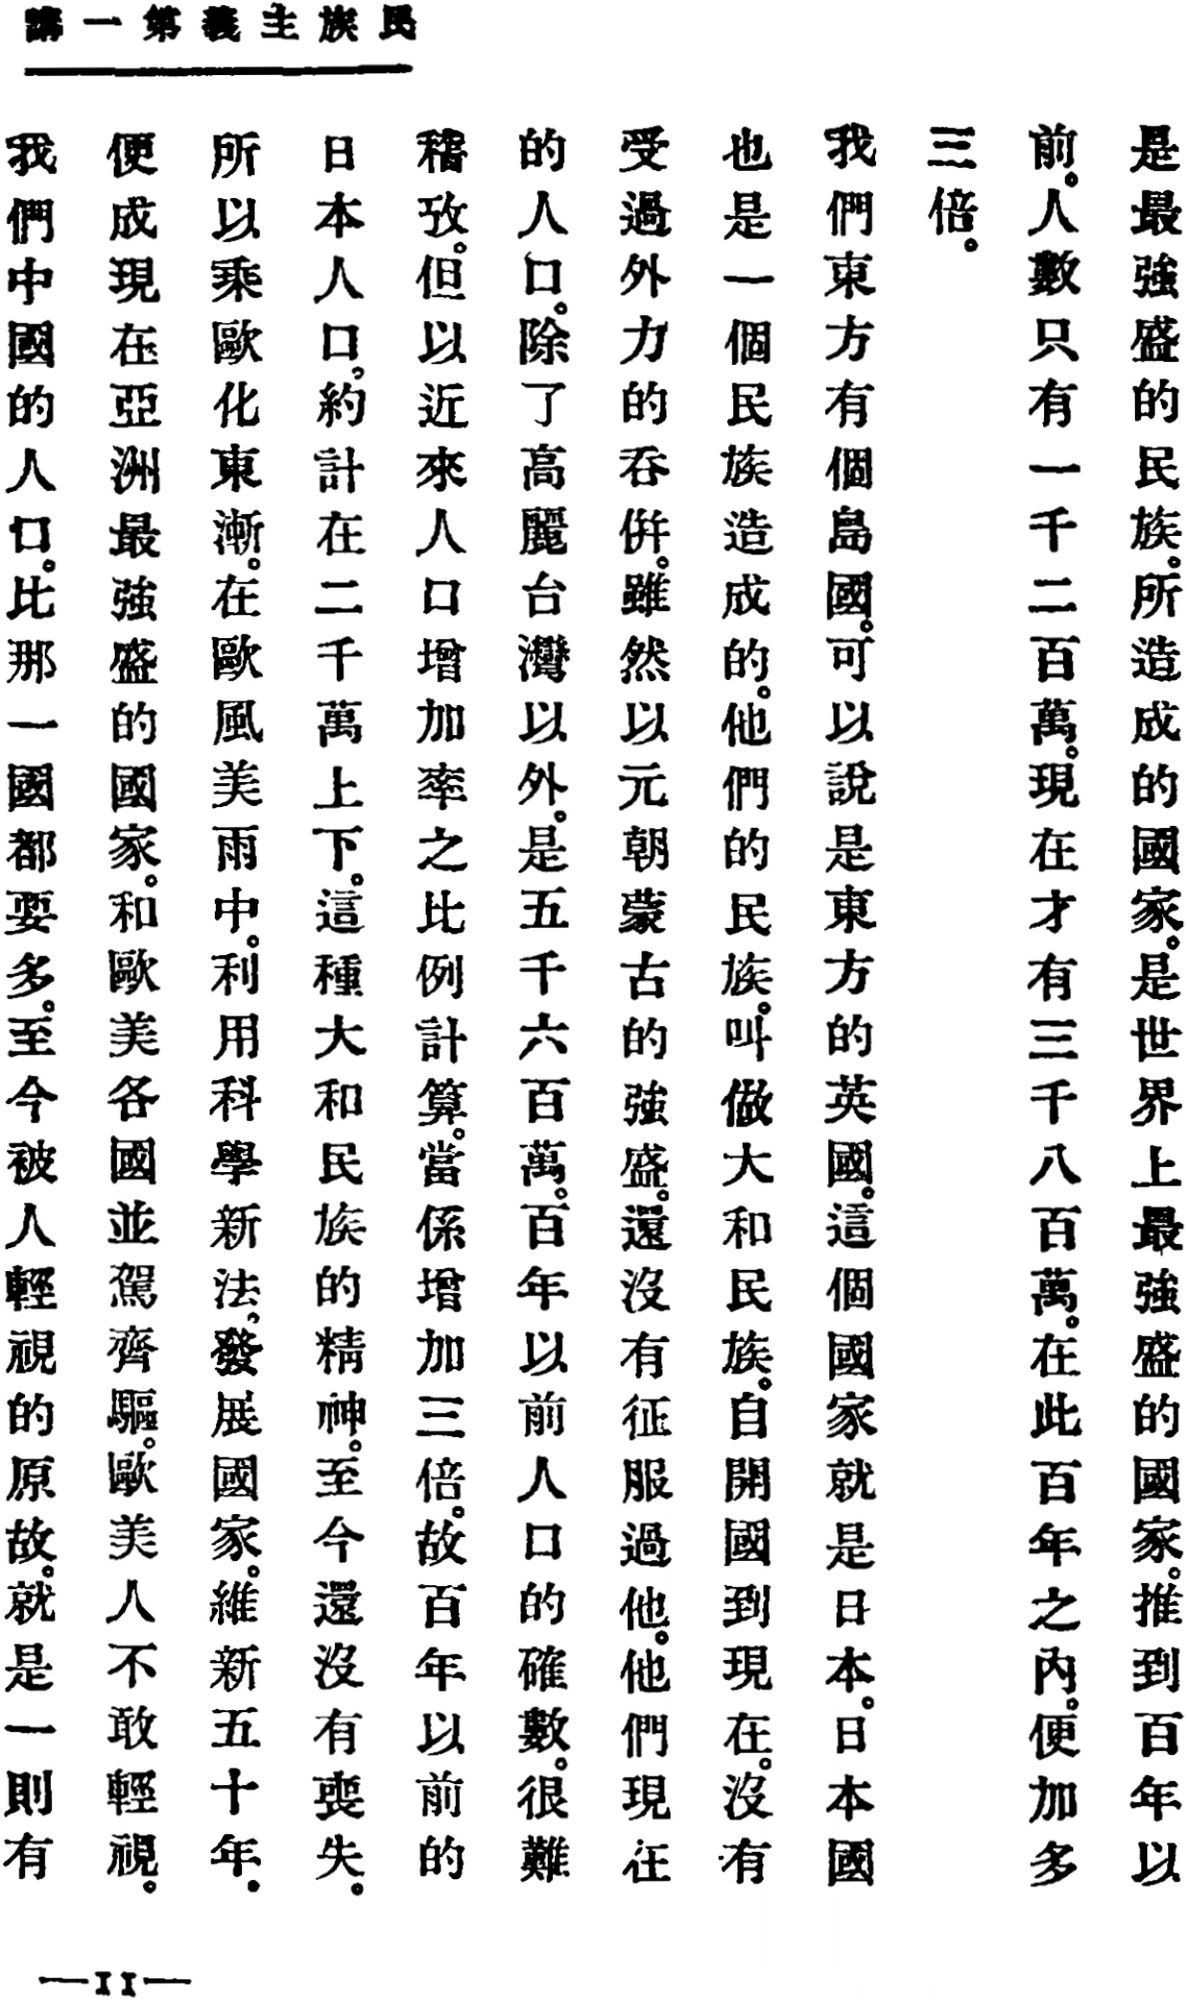 民族主義第一講
是最強盛的民族。所造成的國家。是世界上最強盛的國家。推到百年以
前。人數只有一千二百萬。現在才有三千八百萬。在此百年之內。便加多
三倍。
我們東方有個島國。可以說是東方的英國。這個國家就是日本。日本國
也是一個民族造成的。他們的民族。叫做大和民族。自開國到現在。沒有
受過外力的吞併。雖然以元朝蒙古的強盛。還沒有征服過他。他們現在
的人口。除了高麗台灣以外。是五千六百萬。百年以前人口的確數。很難
稽攷。但以近來人口增加率之比例計算。當係增加三倍。故百年以前的
日本人口，約計在二千萬上下。這種大和民族的精神。至今還沒有喪失。
所以乘歐化東漸。在歐風美雨中。利用科學新法，發展國家。維新五十年。
便成現在亞洲最強盛的國家。和歐美各國並駕齊驅。歐美人不敢輕視。
我們中國的人口。比那一國都要多。至今被人輕視的原故。就是一則有
—11—